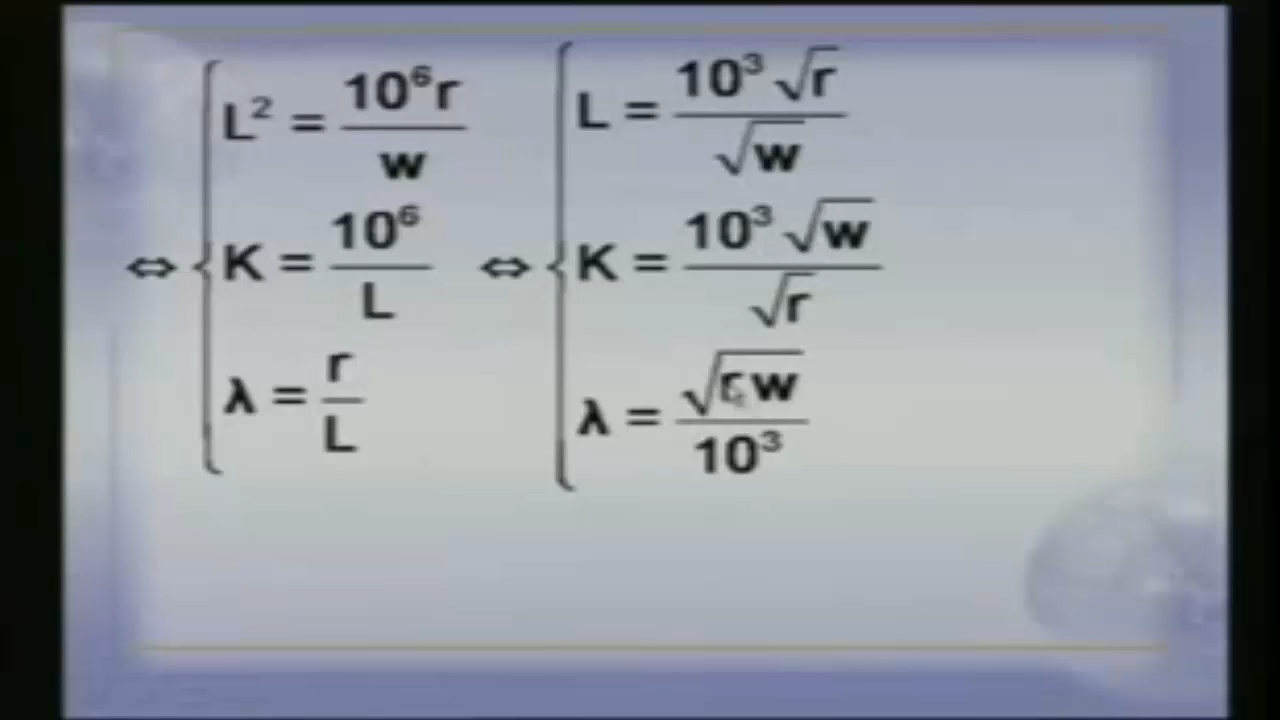 ⇔ { L² = 10⁶r / w
K = 10⁶ / L
λ = r / L
⇔ { L = 10³√r / √w
K = 10³√w / √r
λ = √rw / 10³